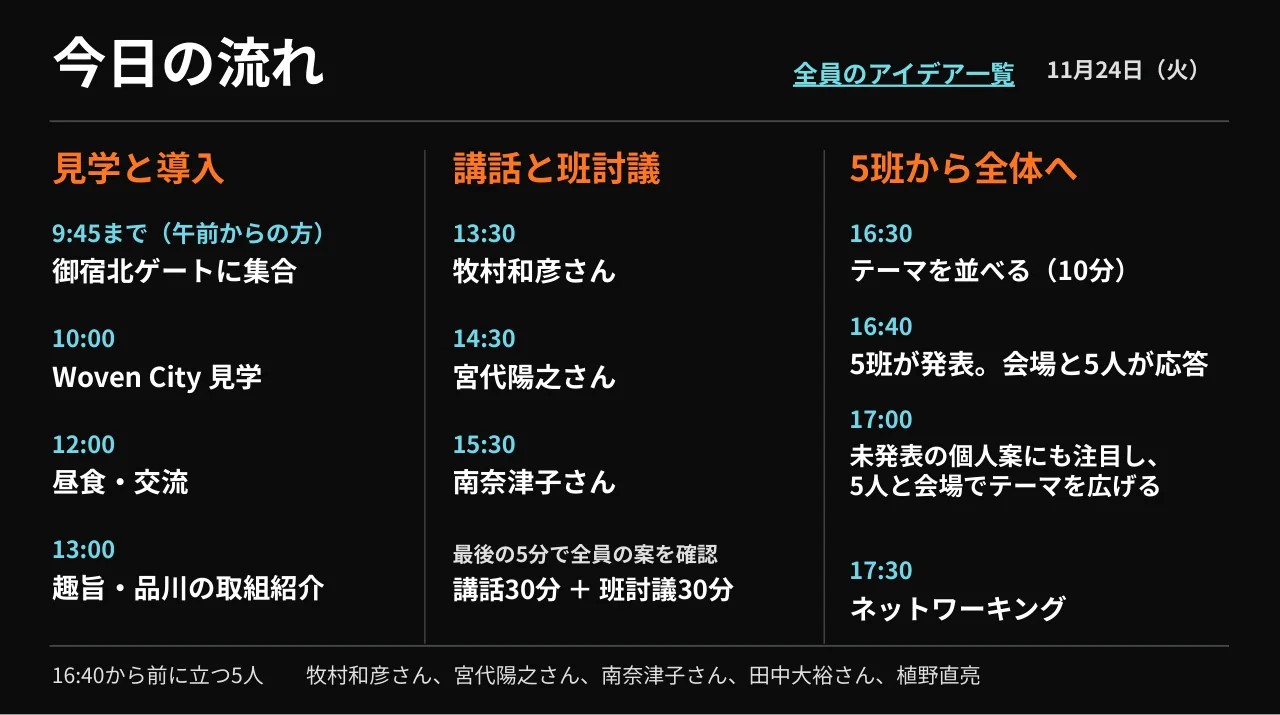 今日の流れ
全員のアイデア一覧
11月24日（火）
見学と導入
9:45まで（午前からの方）
御宿北ゲートに集合
10:00
Woven City 見学
12:00
昼食・交流
13:00
趣旨・品川の取組紹介
講話と班討議
13:30
牧村和彦さん
14:30
宮代陽之さん
15:30
南奈津子さん
最後の5分で全員の案を確認
講話30分 ＋ 班討議30分
5班から全体へ
16:30
テーマを並べる（10分）
16:40
5班が発表。会場と5人が応答
17:00
未発表の個人案にも注目し、
5人と会場でテーマを広げる
17:30
ネットワーキング
16:40から前に立つ5人　　牧村和彦さん、宮代陽之さん、南奈津子さん、田中大裕さん、植野直亮